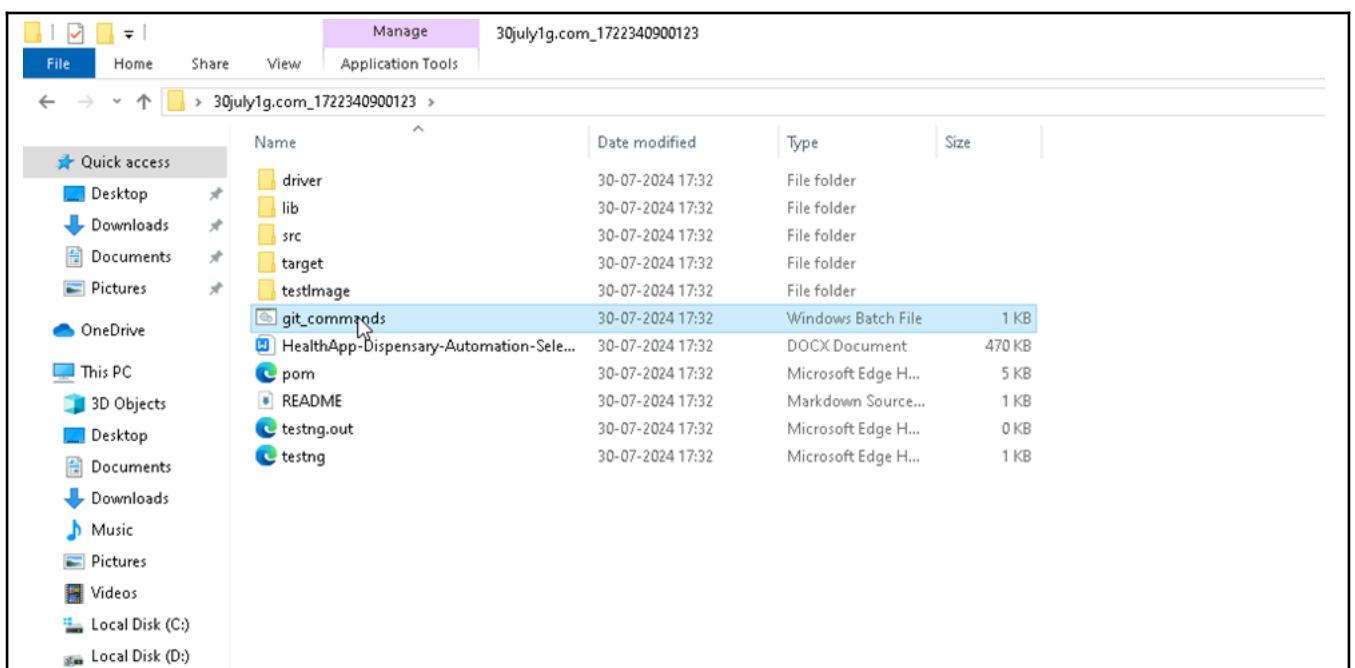 Manage
30july1g.com_1722340900123
File Home Share View Application Tools
30july1g.com_1722340900123
Name Date modified Type Size
Quick access
Desktop
Downloads
Documents
Pictures
OneDrive
This PC
3D Objects
Desktop
Documents
Downloads
Music
Pictures
Videos
Local Disk (C:)
Local Disk (D:)
driver 30-07-2024 17:32 File folder
lib 30-07-2024 17:32 File folder
src 30-07-2024 17:32 File folder
target 30-07-2024 17:32 File folder
testImage 30-07-2024 17:32 File folder
git_commands 30-07-2024 17:32 Windows Batch File 1 KB
HealthApp-Dispensary-Automation-Sele... 30-07-2024 17:32 DOCX Document 470 KB
pom 30-07-2024 17:32 Microsoft Edge H... 5 KB
README 30-07-2024 17:32 Markdown Source... 1 KB
testng.out 30-07-2024 17:32 Microsoft Edge H... 0 KB
testng 30-07-2024 17:32 Microsoft Edge H... 1 KB